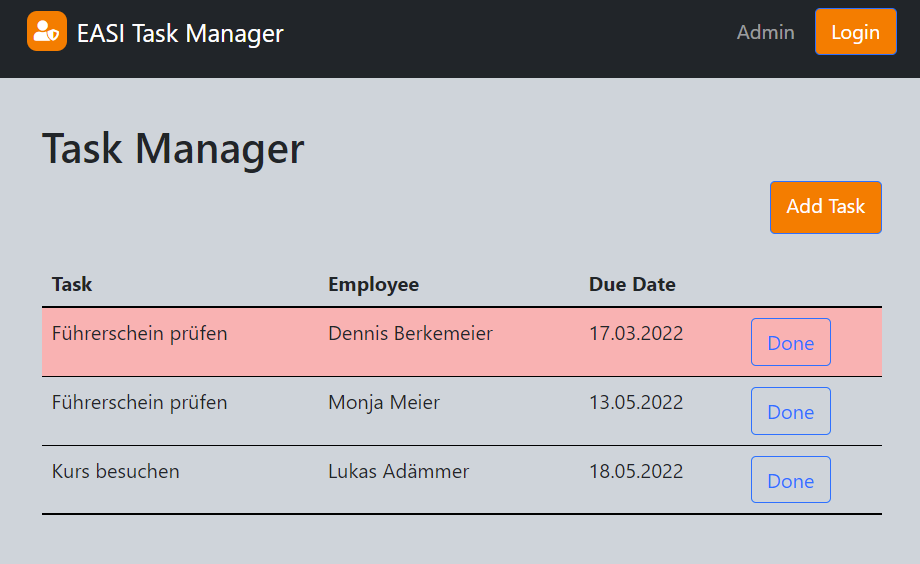 EASI Task Manager Admin Login
Task Manager
Add Task
Task Employee Due Date
Führerschein prüfen Dennis Berkemeier 17.03.2022 Done
Führerschein prüfen Monja Meier 13.05.2022 Done
Kurs besuchen Lukas Adämmer 18.05.2022 Done